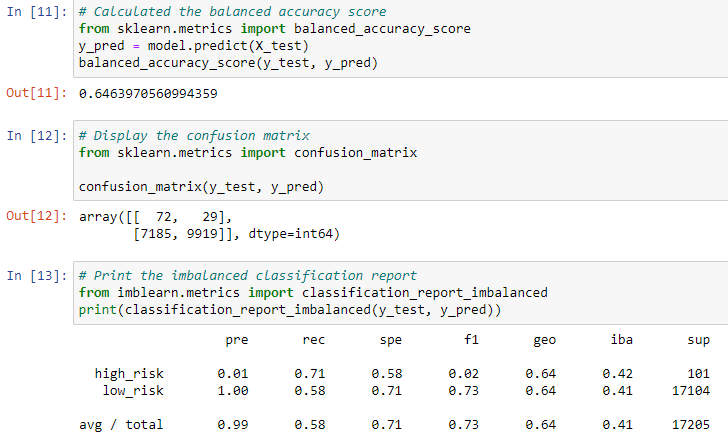 In [11]: # Calculated the balanced accuracy score
from sklearn.metrics import balanced_accuracy_score
y_pred = model.predict(X_test)
balanced_accuracy_score(y_test, y_pred)
Out[11]: 0.6463970560994359
In [12]: # Display the confusion matrix
from sklearn.metrics import confusion_matrix
confusion_matrix(y_test, y_pred)
Out[12]: array([[  72,   29],
[7185, 9919]], dtype=int64)
In [13]: # Print the imbalanced classification report
from imblearn.metrics import classification_report_imbalanced
print(classification_report_imbalanced(y_test, y_pred))
pre rec spe f1 geo iba sup
high_risk 0.01 0.71 0.58 0.02 0.64 0.42 101
low_risk 1.00 0.58 0.71 0.73 0.64 0.41 17104
avg / total 0.99 0.58 0.71 0.73 0.64 0.41 17205